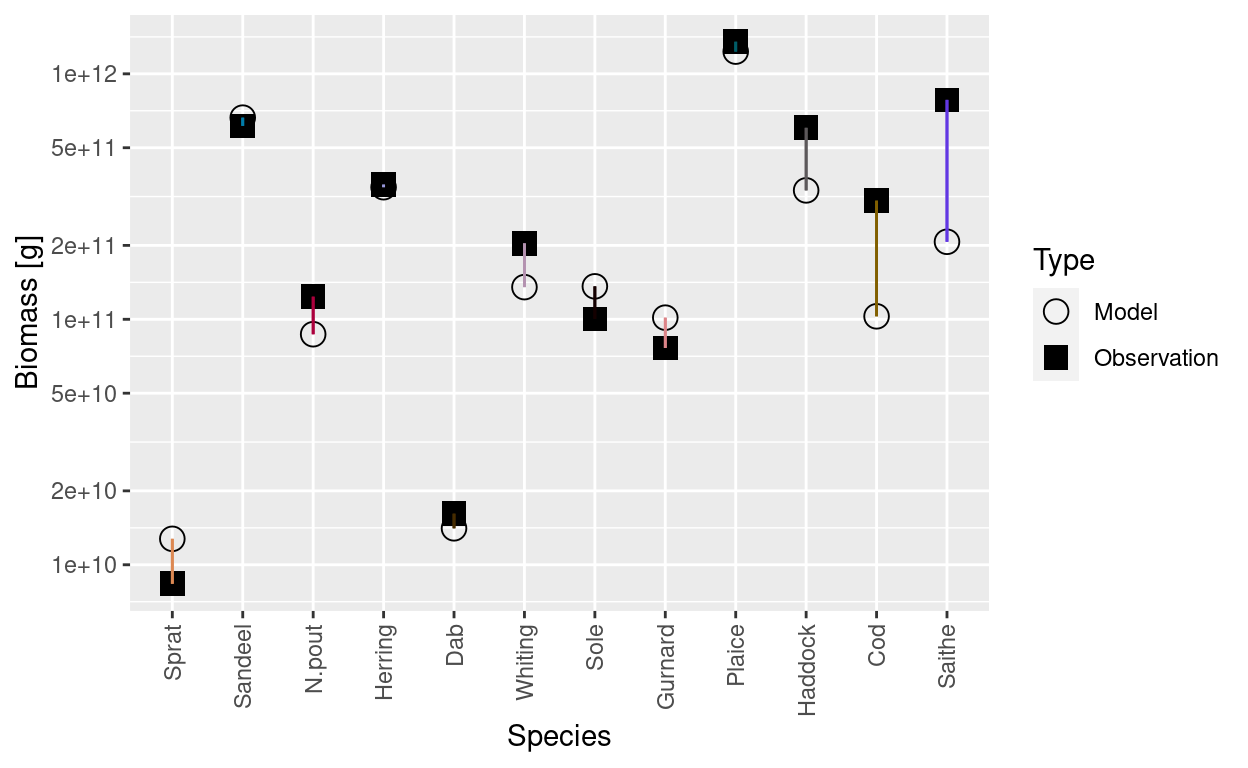 Biomass [g]
1e+12
5e+11
2e+11
1e+11
5e+10
2e+10
1e+10
Sprat
Sandeel
N.pout
Herring
Dab
Whiting
Sole
Gurnard
Plaice
Haddock
Cod
Saithe
Species
Type
Model
Observation